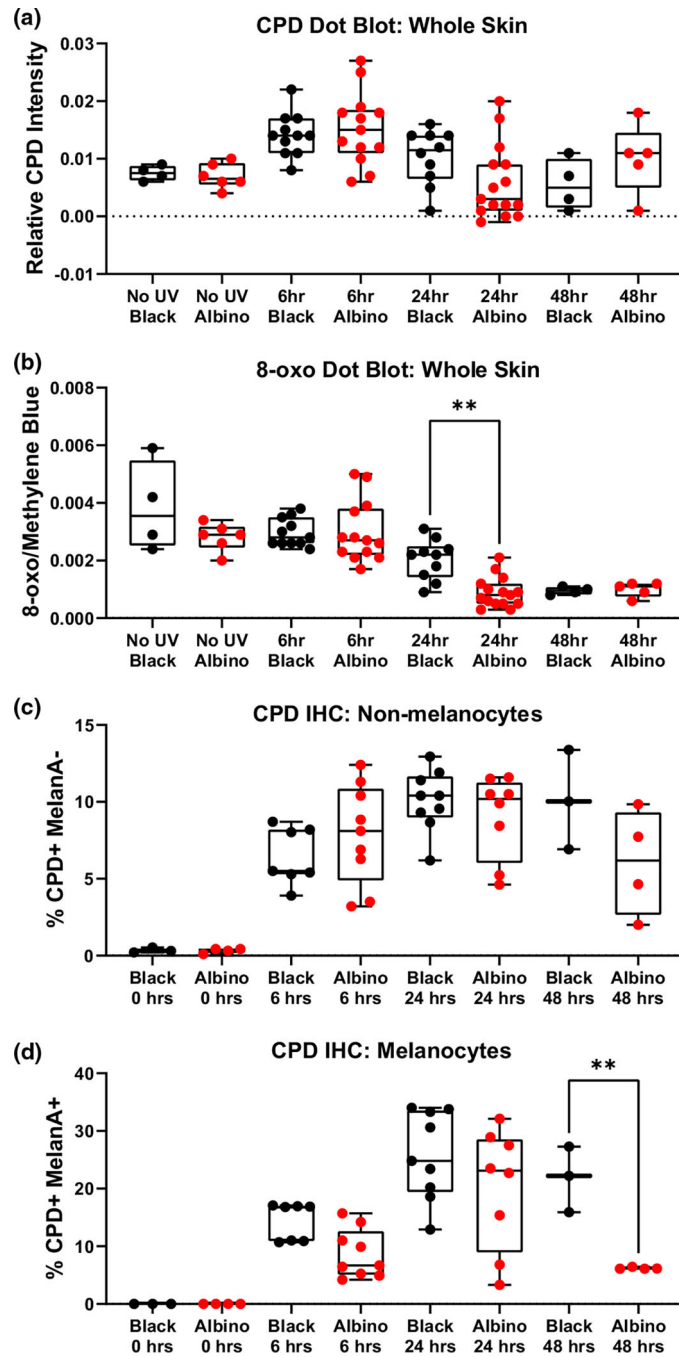 (a)
CPD Dot Blot: Whole Skin
Relative CPD Intensity
0.03
0.02
0.01
0.00
-0.01
No UV Black
No UV Albino
6hr Black
6hr Albino
24hr Black
24hr Albino
48hr Black
48hr Albino
(b)
8-oxo Dot Blot: Whole Skin
8-oxo/Methylene Blue
0.008
0.006
0.004
0.002
0.000
**
No UV Black
No UV Albino
6hr Black
6hr Albino
24hr Black
24hr Albino
48hr Black
48hr Albino
(c)
CPD IHC: Non-melanocytes
% CPD+ MelanA-
15
10
5
0
Black 0 hrs
Albino 0 hrs
Black 6 hrs
Albino 6 hrs
Black 24 hrs
Albino 24 hrs
Black 48 hrs
Albino 48 hrs
(d)
CPD IHC: Melanocytes
% CPD+ MelanA+
40
30
20
10
0
**
Black 0 hrs
Albino 0 hrs
Black 6 hrs
Albino 6 hrs
Black 24 hrs
Albino 24 hrs
Black 48 hrs
Albino 48 hrs